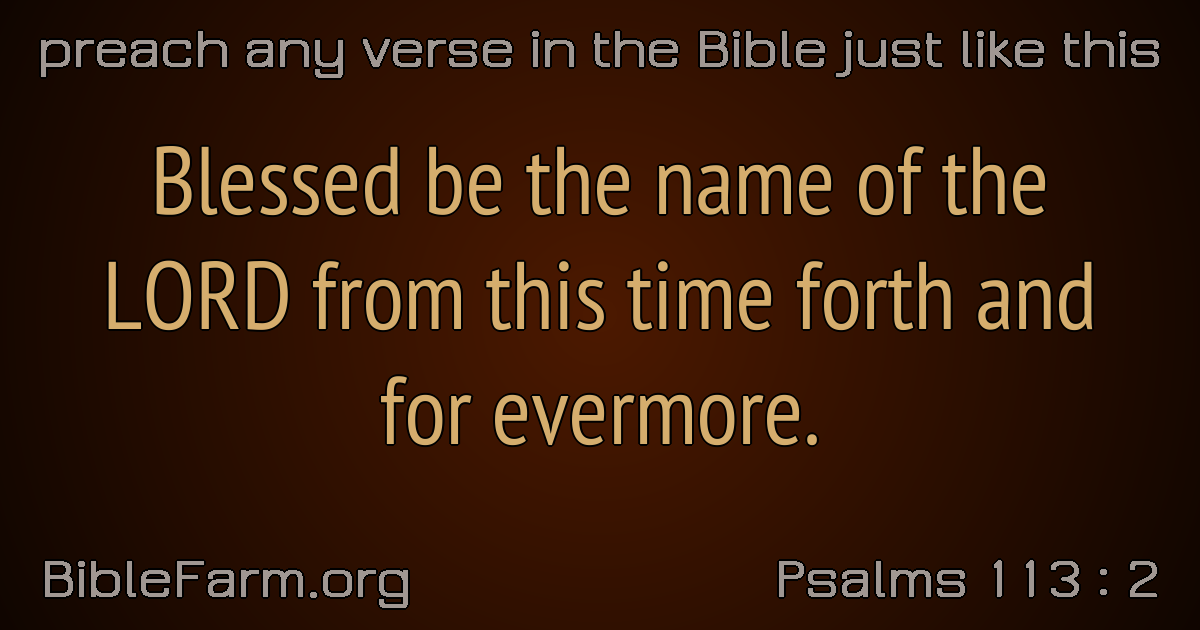 preach any verse in the Bible just like this
Blessed be the name of the
LORD from this time forth and
for evermore.
BibleFarm.org
Psalms 113 : 2